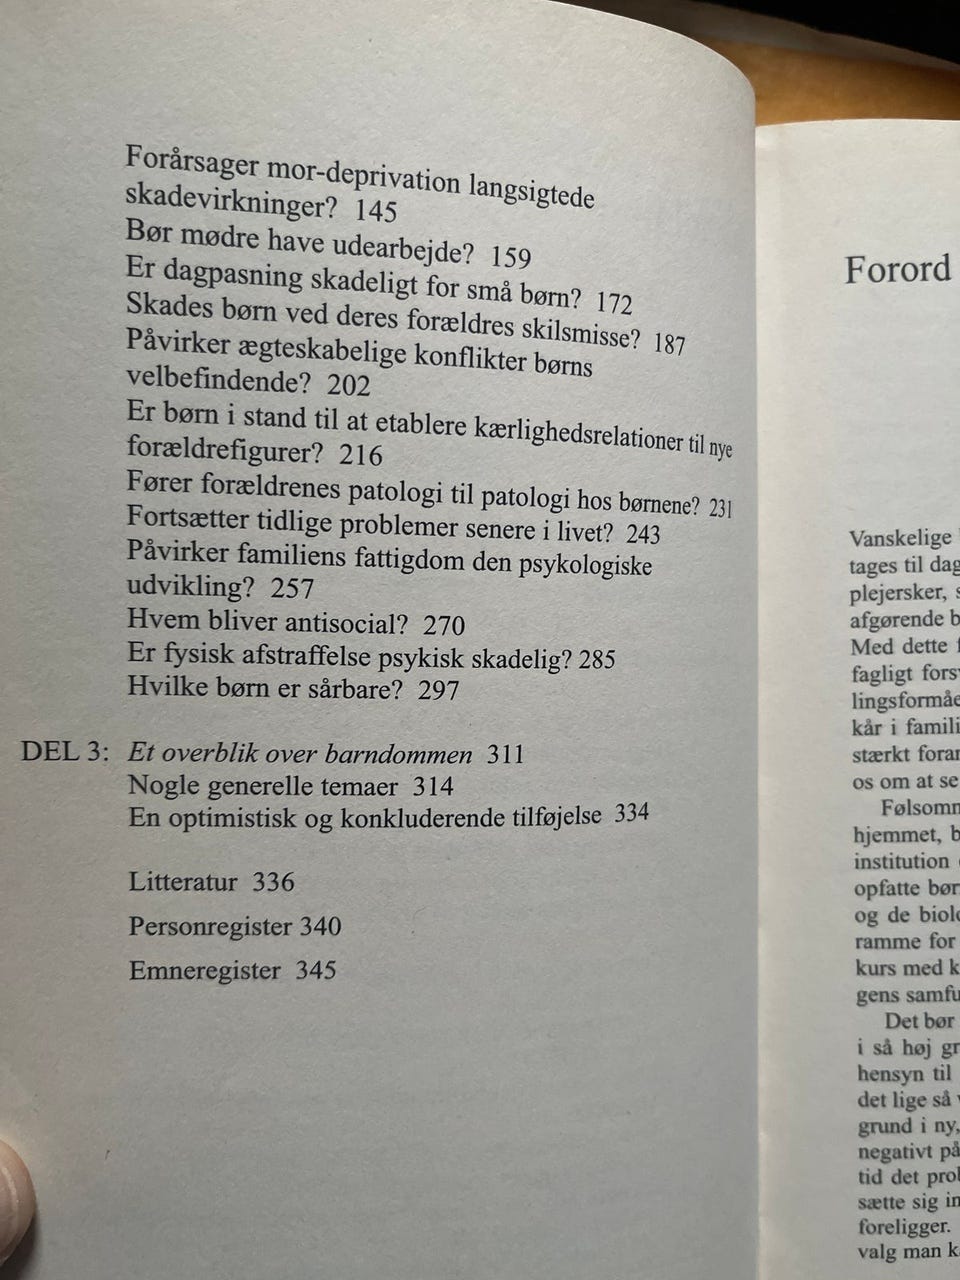 Forårsager mor-deprivation langsigtede
skadevirkninger? 145
Bør mødre have udearbejde? 159
Er dagpasning skadeligt for små børn? 172
Skades børn ved deres forældres skilsmisse? 187
Påvirker ægteskabelige konflikter børns
velbefindende? 202
Er børn i stand til at etablere kærlighedsrelationer til nye
forældrefigurer? 216
Fører forældrenes patologi til patologi hos børnene? 231
Fortsætter tidlige problemer senere i livet? 243
Påvirker familiens fattigdom den psykologiske
udvikling? 257
Hvem bliver antisocial? 270
Er fysisk afstraffelse psykisk skadelig? 285
Hvilke børn er sårbare? 297
DEL 3: Et overblik over barndommen 311
Nogle generelle temaer 314
En optimistisk og konkluderende tilføjelse 334
Litteratur 336
Personregister 340
Emneregister 345
Forord
Vanskelige
tages til
plejersker,
afgørende
Med dette
fagligt
kår i
stærkt
os om at se
hjemmet,
institution
opfatte
og de
ramme for
kurs med
gens
Det bør
i så høj
hensyn til
det lige så
grund i ny,
negativt på
tid det
sætte sig
foreligger.
valg man